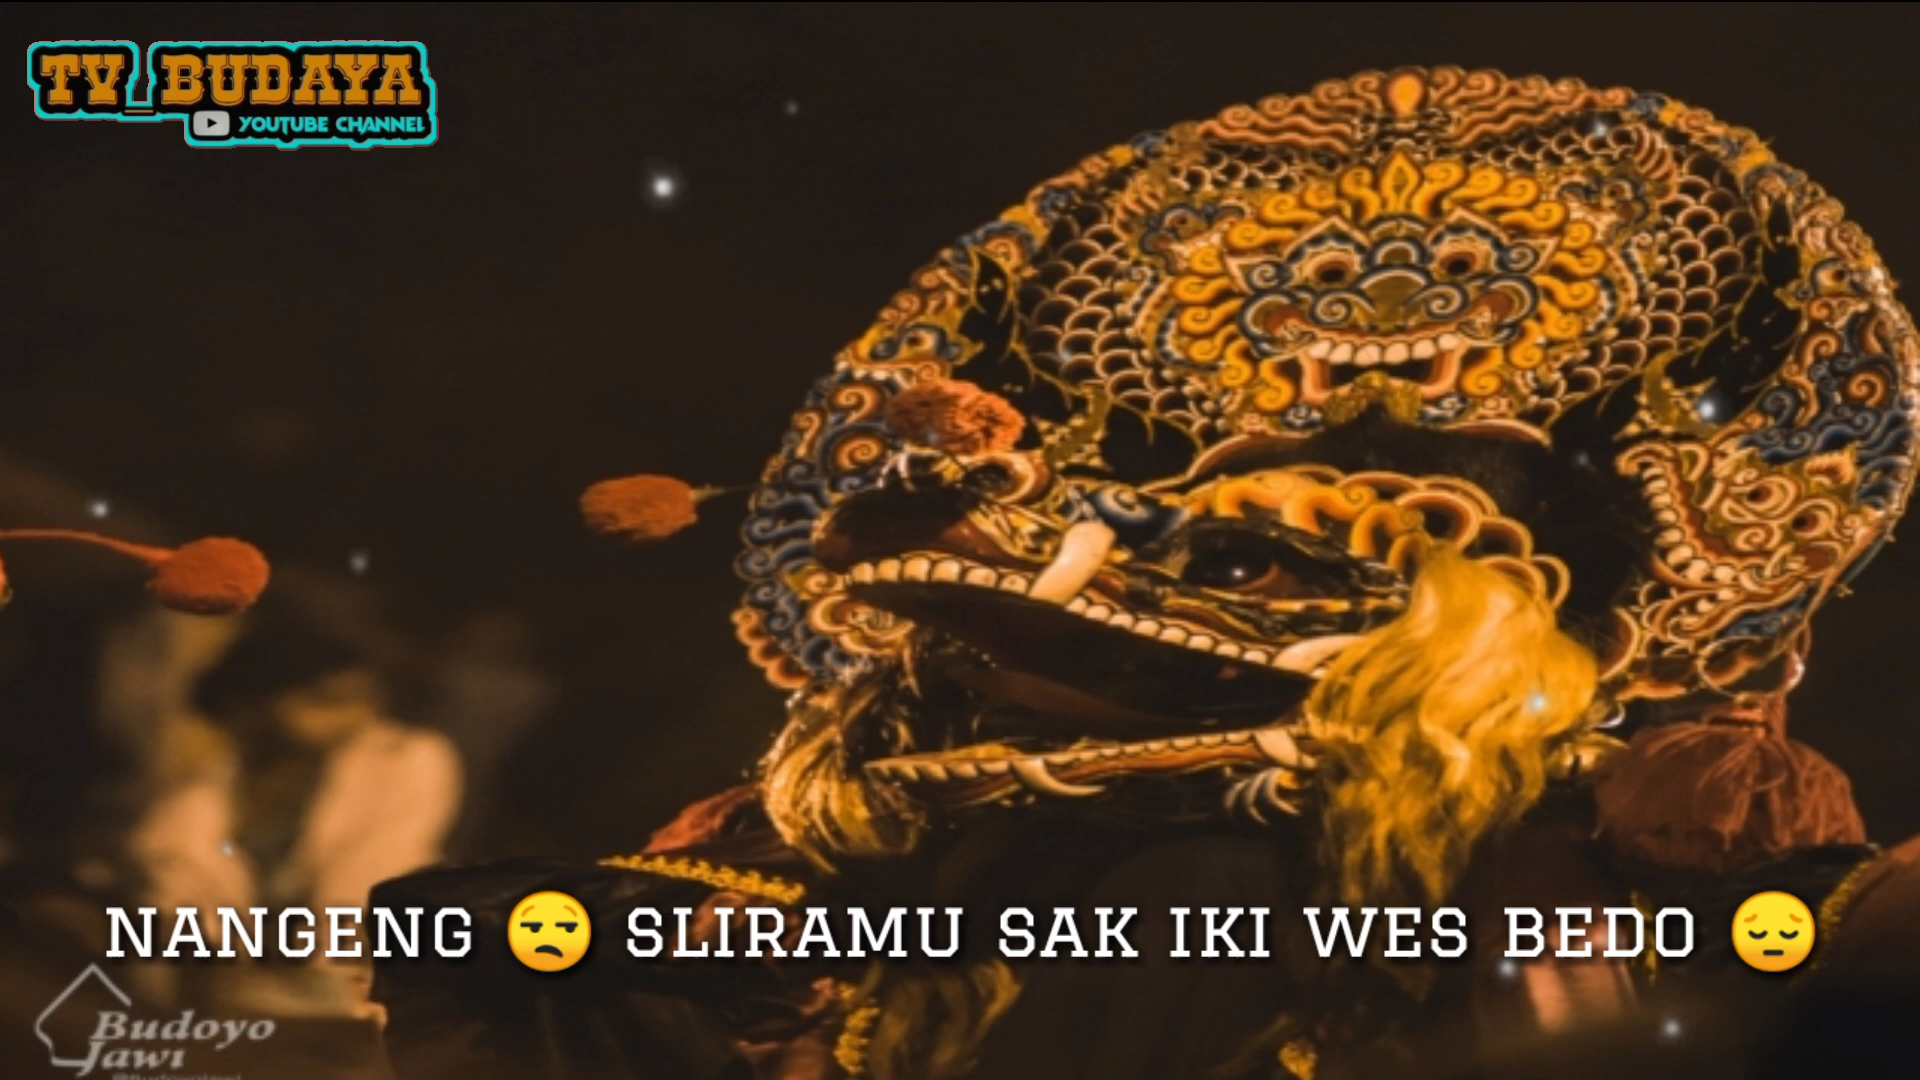 TV_BUDAYA
YOUTUBE CHANNEL
NANGENG 😒 SLIRAMU SAK IKI WES BEDO 😔
Budoyo
Jawi